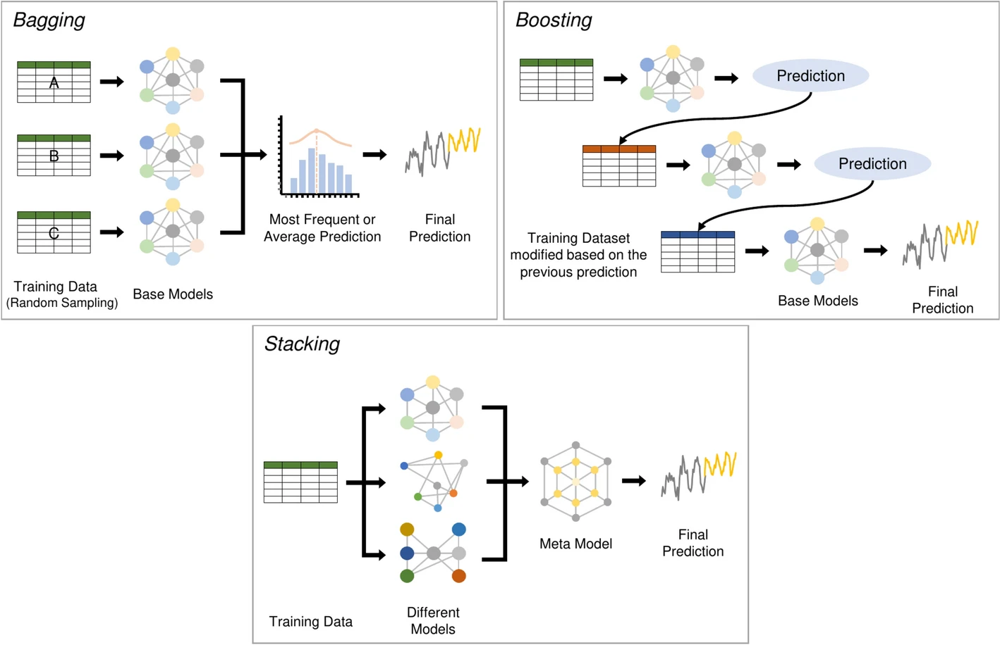 Bagging
A
B
C
Training Data
(Random Sampling)
Base Models
Most Frequent or
Average Prediction
Final
Prediction
Boosting
Prediction
Prediction
Training Dataset
modified based on the
previous prediction
Base Models
Final
Prediction
Stacking
Training Data
Different
Models
Meta Model
Final
Prediction